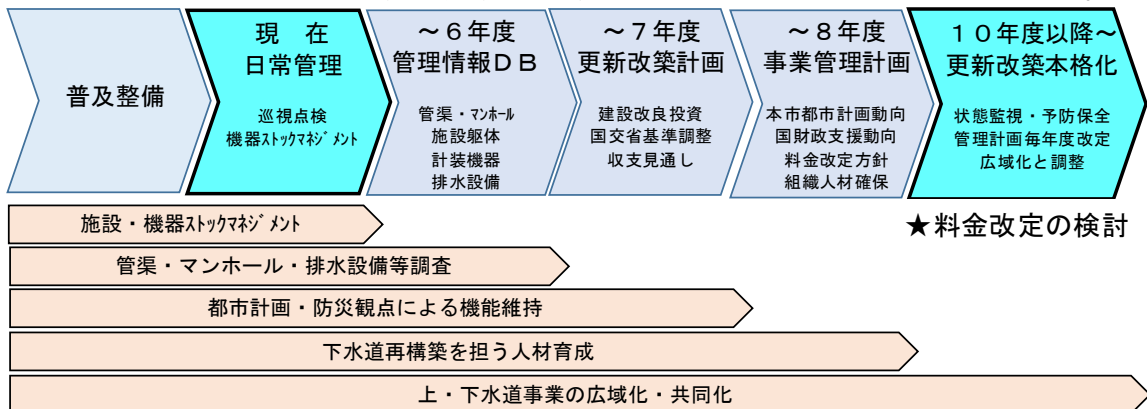 普及整備
現　在
日常管理
巡視点検
機器ストックマネジメント
～６年度
管理情報ＤＢ
管渠・マンホール
施設躯体
計装機器
排水設備
～７年度
更新改築計画
建設改良投資
国交省基準調整
収支見通し
～８年度
事業管理計画
本市都市計画動向
国財政支援動向
料金改定方針
組織人材確保
１０年度以降～
更新改築本格化
状態監視・予防保全
管理計画毎年度改定
広域化と調整
★料金改定の検討
施設・機器ストックマネジメント
管渠・マンホール・排水設備等調査
都市計画・防災観点による機能維持
下水道再構築を担う人材育成
上・下水道事業の広域化・共同化